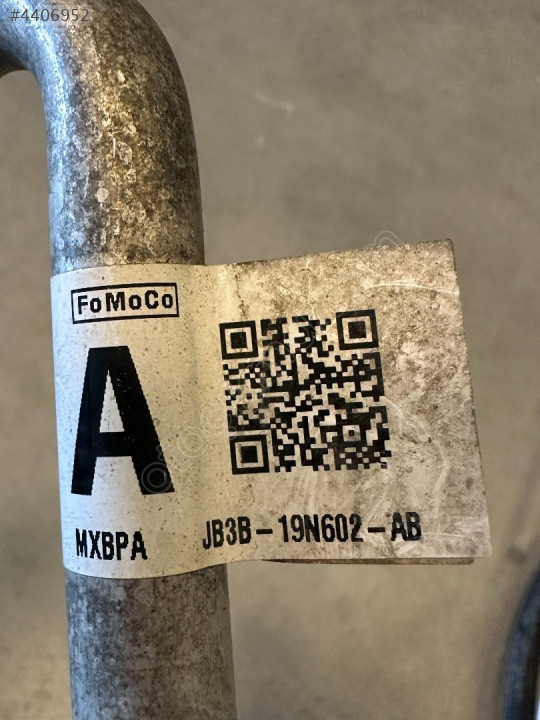 #4406952
FoMoCo
A
MXBPA
JB3B-19N602-AB